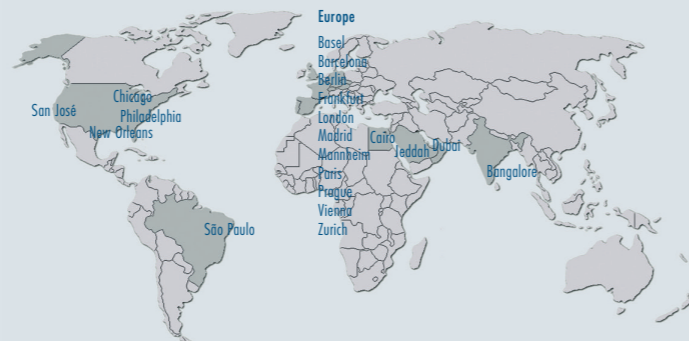 Europe
Basel
Barcelona
Berlin
Frankfurt
London
Madrid
Mannheim
Paris
Prague
Vienna
Zurich
San José
Chicago
Philadelphia
New Orleans
São Paulo
Cairo
Jeddah
Dubai
Bangalore